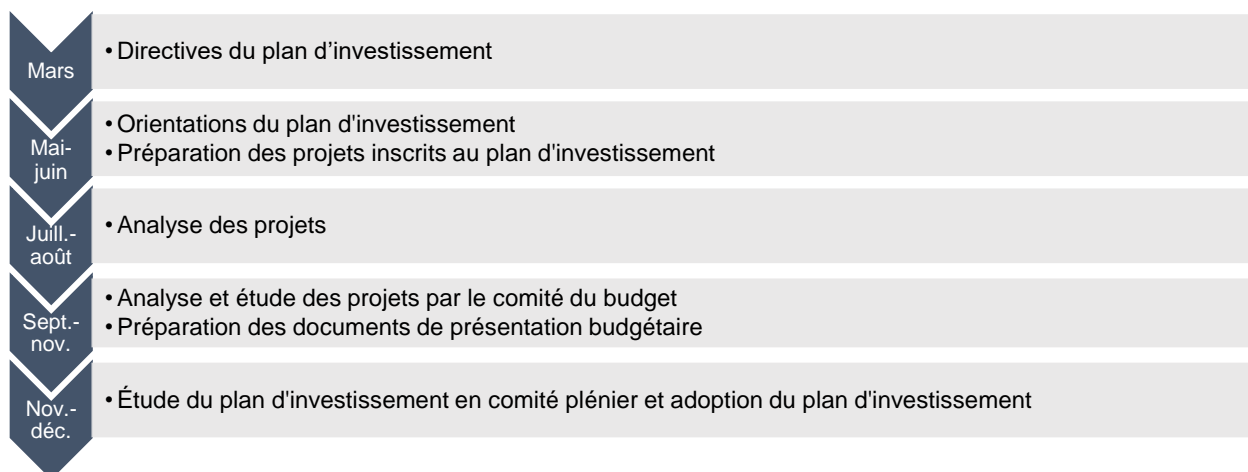 Mars
• Directives du plan d’investissement
Mai-
juin
• Orientations du plan d'investissement
• Préparation des projets inscrits au plan d'investissement
Juill.-
août
• Analyse des projets
Sept.-
nov.
• Analyse et étude des projets par le comité du budget
• Préparation des documents de présentation budgétaire
Nov.-
déc.
• Étude du plan d'investissement en comité plénier et adoption du plan d'investissement